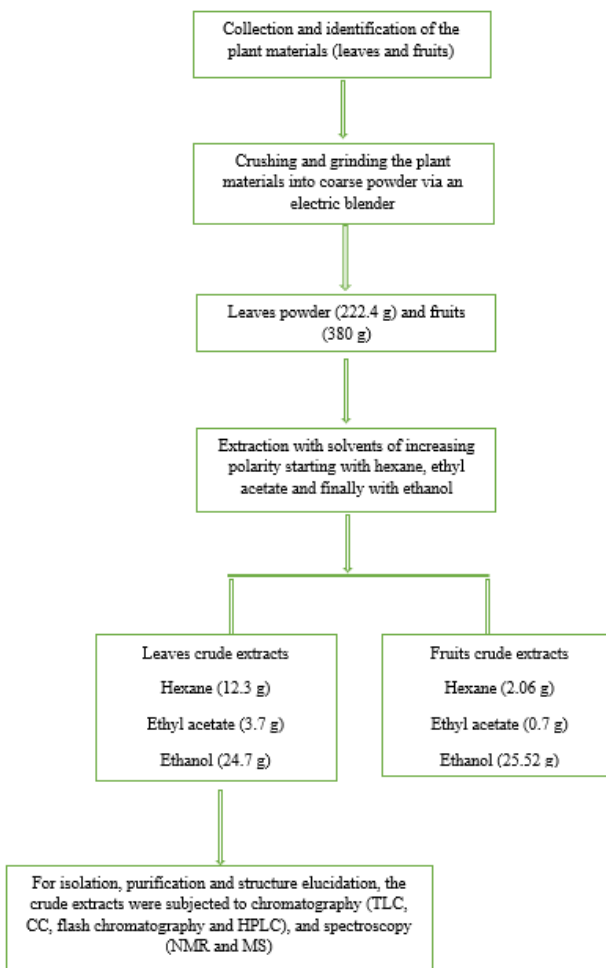 Collection and identification of the
plant materials (leaves and fruits)
Crushing and grinding the plant
materials into coarse powder via an
electric blender
Leaves powder (222.4 g) and fruits
(380 g)
Extraction with solvents of increasing
polarity starting with hexane, ethyl
acetate and finally with ethanol
Leaves crude extracts
Hexane (12.3 g)
Ethyl acetate (3.7 g)
Ethanol (24.7 g)
Fruits crude extracts
Hexane (2.06 g)
Ethyl acetate (0.7 g)
Ethanol (25.52 g)
For isolation, purification and structure elucidation, the
crude extracts were subjected to chromatography (TLC,
CC, flash chromatography and HPLC), and spectroscopy
(NMR and MS)